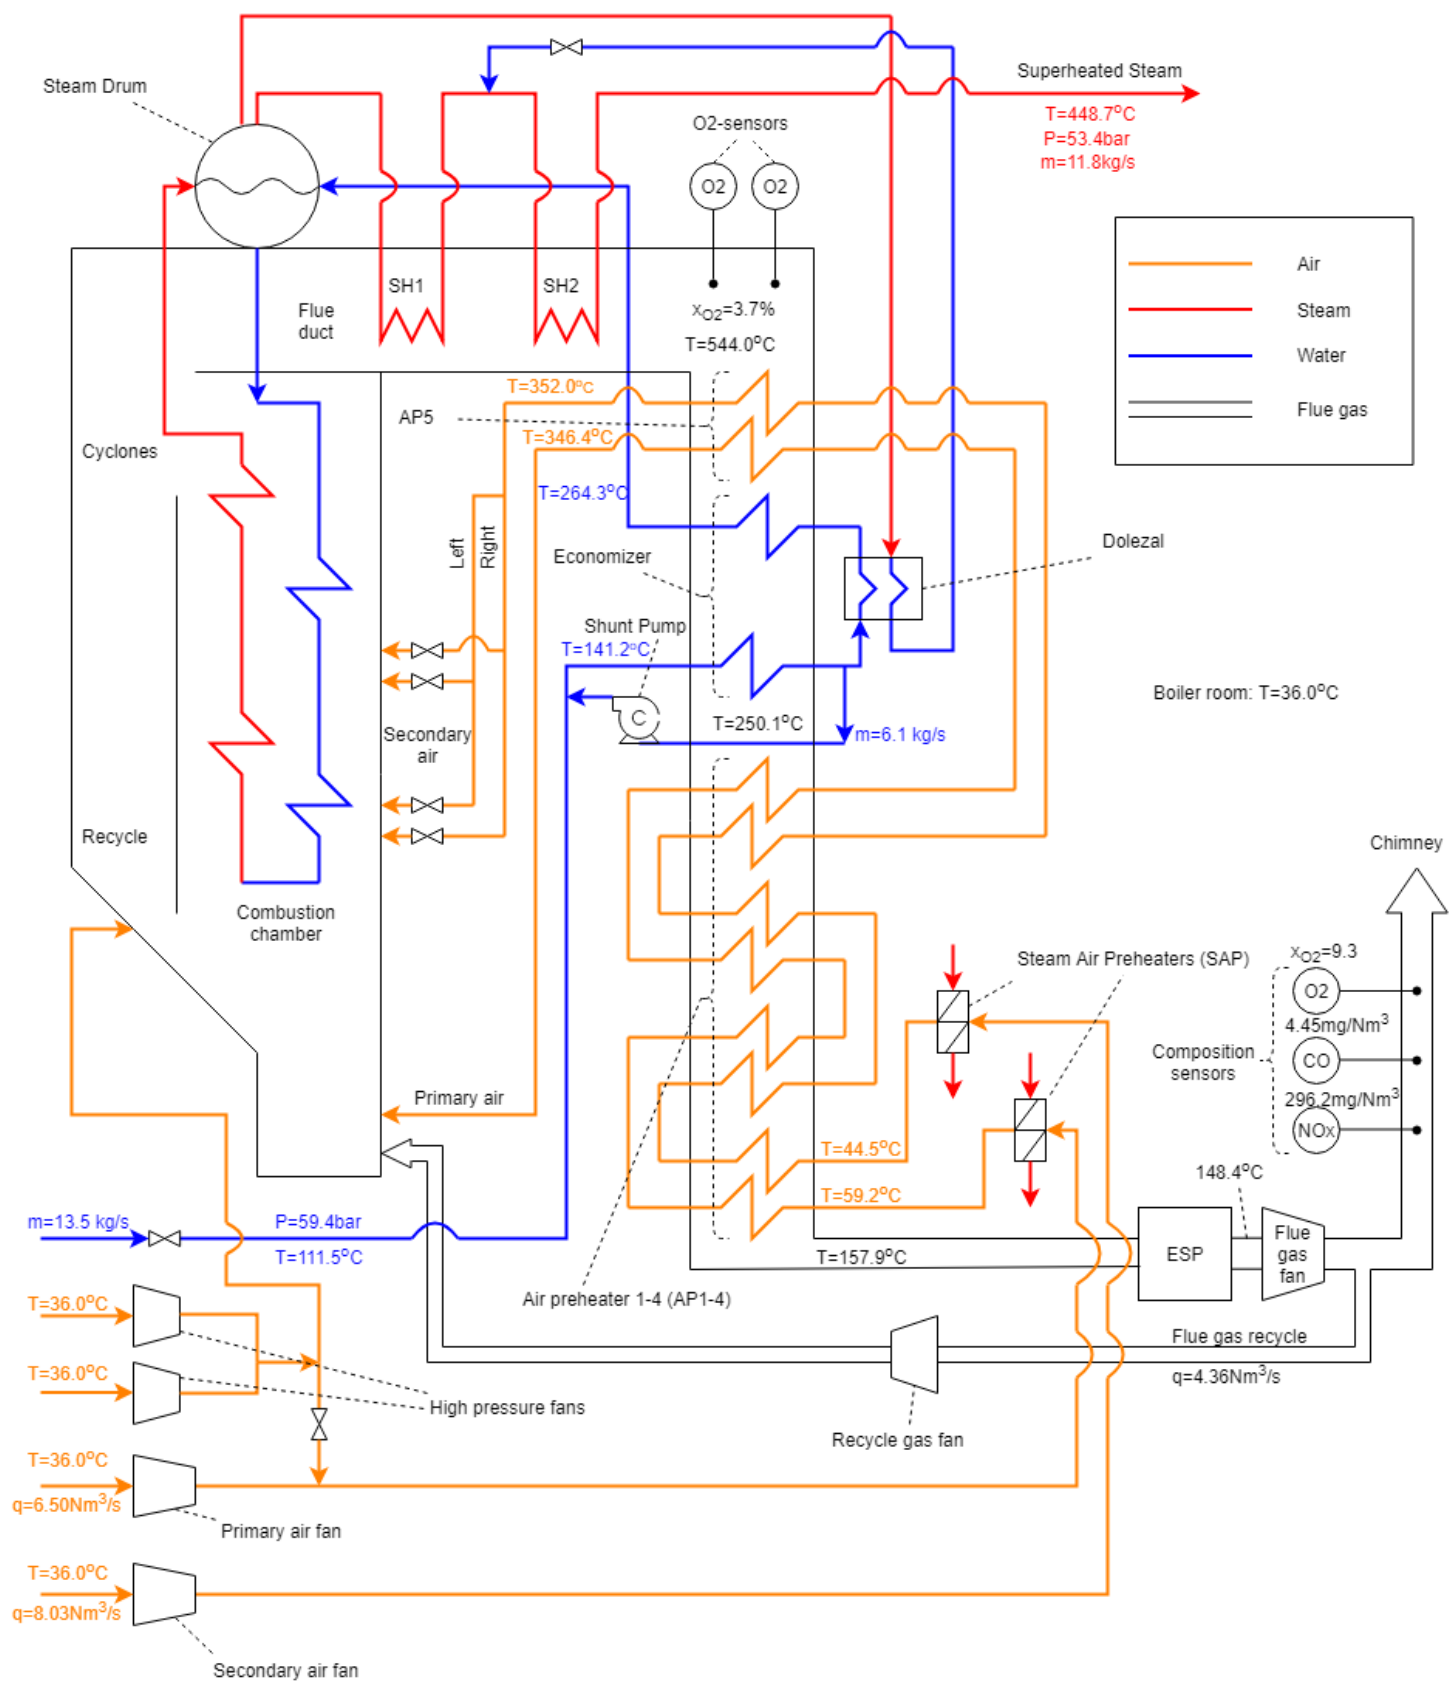 Superheated Steam
Steam Drum
T=448.7°C
O2-sensors
P=53.4bar
m=11.8kg/s
O2
O2
Air
SH1
SH2
Flue
duct
xO2=3.7%
Steam
T=544.0°C
Water
T=352.0°C
Flue gas
AP5
T=346.4°C
Cyclones
T=264.3°C
Left
Right
Economizer
Dolezal
Shunt Pump
T=141.2°C
Boiler room: T=36.0°C
C
T=250.1°C
Secondary
air
m=6.1 kg/s
Recycle
Chimney
Combustion
chamber
xO2=9.3
Steam Air Preheaters (SAP)
O2
4.45mg/Nm3
Composition
sensors
CO
296.2mg/Nm3
Primary air
NOx
T=44.5°C
148.4°C
T=59.2°C
m=13.5 kg/s
P=59.4bar
T=111.5°C
T=157.9°C
ESP
Flue
gas
fan
Air preheater 1-4 (AP1-4)
T=36.0°C
Flue gas recycle
T=36.0°C
q=4.36Nm3/s
High pressure fans
Recycle gas fan
T=36.0°C
q=6.50Nm3/s
Primary air fan
T=36.0°C
q=8.03Nm3/s
Secondary air fan